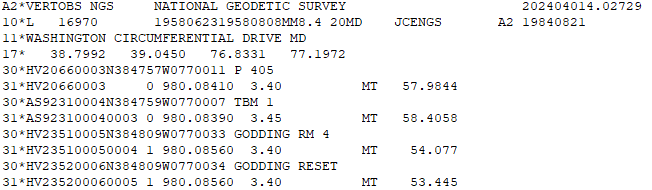 A2*VERTOBS NGS     NATIONAL GEODETIC SURVEY                       202404014.02729
10*L   16970        1958062319580808MM8.4 20MD    JCENGS       A2 19840821
11*WASHINGTON CIRCUMFERENTIAL DRIVE MD
17*  38.7992   39.0450   76.8331   77.1972
30*HV20660003N384757W0770011 P 405
31*HV20660003     0 980.08410  3.40           MT   57.9844
30*AS92310004N384759W0770007 TBM 1
31*AS923100040003 0 980.08390  3.45           MT   58.4058
30*HV23510005N384809W0770033 GODDING RM 4
31*HV235100050004 1 980.08560  3.40           MT    54.077
30*HV23520006N384809W0770034 GODDING RESET
31*HV235200060005 1 980.08560  3.40           MT    53.445